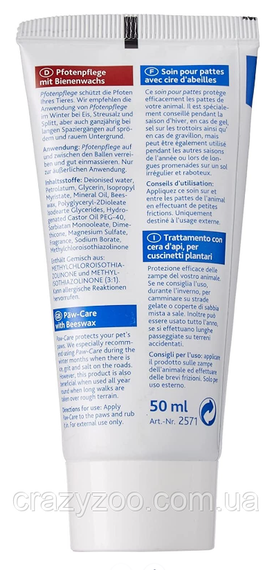 D Pfotenpflege
mit Bienenwachs
Pfotenpflege schützt die Pfoten
Ihres Tieres. Wir empfehlen die
Anwendung von Pfotenpflege
im Winter bei Eis, Streusalz und
Splitt, aber auch ganzjährig bei
langen Spaziergängen auf sprö-
dem und rauem Untergrund.
Anwendung: Pfotenpflege auf
und zwischen den Ballen verrei-
ben und gut einmassieren. Nur
zur äußerlichen Anwendung.
Inhaltsstoffe: Deionized water,
Petrolatum, Glycerin, Isopropyl
Myristate, Mineral Oil, Bees-
wax, Polyglyceryl-2Dioleate
Isostearate Glycerides, Hydro-
genated Castor Oil PEG-40,
Sorbitan Monooleate, Dime-
ticone, Magnesium Sulfate,
Fragrance, Sodium Borate,
Methylchloroisothiazolinone
Enthält Gemisch aus:
METHYLCHLOROISOTHIA-
ZOLINONE und METHYL-
ISOTHIAZOLINONE (3:1).
Kann allergische Reaktionen
hervorrufen.
GB Paw-Care
with Beeswax
Paw-Care protects your pet's
paws. We especially recomm-
end using Paw-Care during the
winter months when there is
ice, grit and salt on the roads.
However, this product is also
beneficial when used all year
round when long walks are
taken over rough terrain.
Directions for use: Apply
Paw-Care to the paws and rub
in. For external use only.
F Soin pour pattes
avec cire d'abeilles
Ce soin pour pattes protège
efficacement les pattes de
votre animal. Il est spéciale-
ment conseillé pendant la
saison d'hiver, en cas de gel,
sel sur les trottoirs ainsi qu'
en cas de gravillon, mais
peut être également utilisé
pendant les autres saisons
de l'année ou lors de lon-
gues promenades sur un sol
irrégulier et raboteux.
Conseils d'utilisation:
Appliquez ce soin sur et
entre les pattes de l'animal
en effectuant de petites
frictions. Uniquement
destiné à l'usage externe.
I Trattamento con
cera d'api, per
cuscinetti plantari
Protezione efficace delle
zampe del vostro animale.
Se ne consiglia l'uso,
durante l'inverno, per
camminare su strade
gelate o coperte di sabbia
o sale. Inoltre può essere
usato tutto l'anno,
se si effettuano lunghe
passeggiate su terreni
accidentati.
Consigli per l'uso: applicare
il prodotto sulle zampe
dell'animale ed effettuare
delle brevi frizioni. Solo per
uso esterno.
50 ml
Art.-Nr. 2571
crazyzoo.com.ua